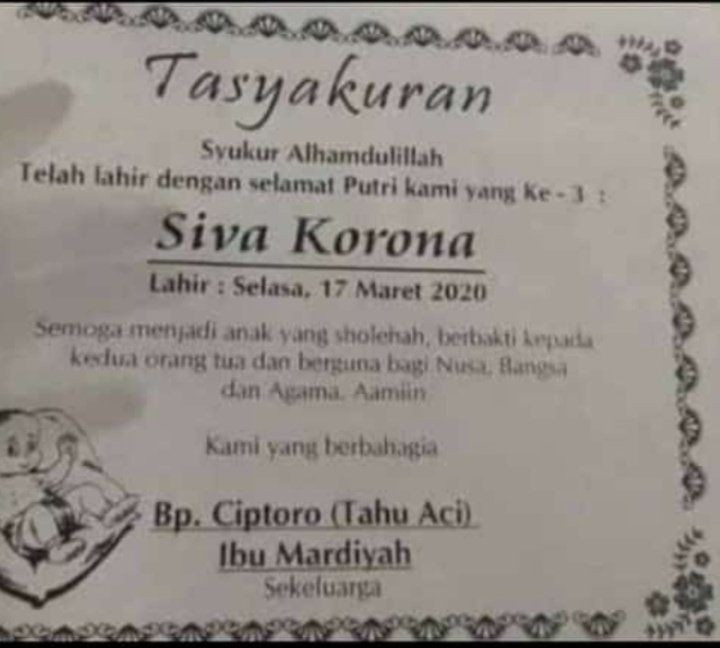 Tasyakuran
Syukur Alhamdulillah
Telah lahir dengan selamat Putri kami yang Ke - 3 :
Siva Korona
Lahir : Selasa, 17 Maret 2020
Semoga menjadi anak yang sholehah, berbakti kepada
kedua orang tua dan berguna bagi Nusa, Bangsa
dan Agama. Aamiin
Kami yang berbahagia
Bp. Ciptoro (Tahu Aci)
Ibu Mardiyah
Sekeluarga